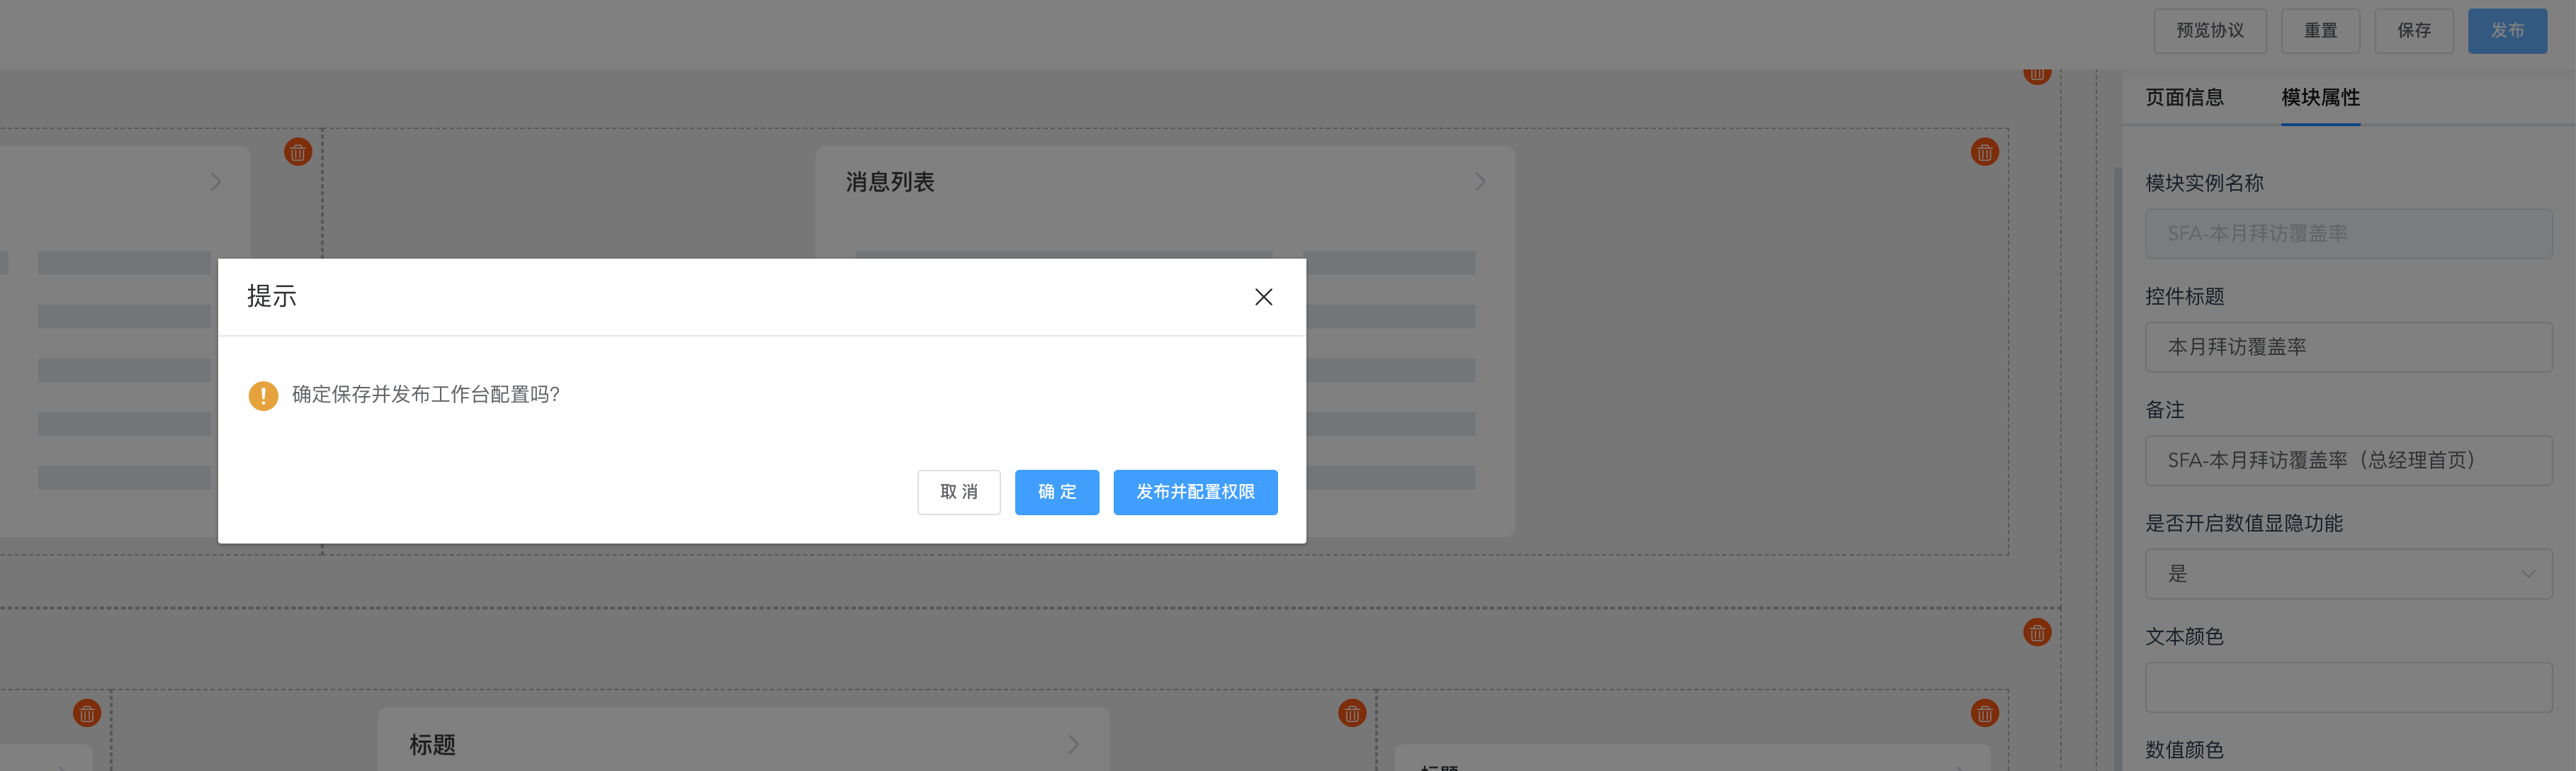 预览协议
重置
保存
发布
页面信息
模块属性
消息列表
模块实例名称
SFA-本月拜访覆盖率
控件标题
本月拜访覆盖率
备注
SFA-本月拜访覆盖率（总经理首页）
是否开启数值显隐功能
是
文本颜色
数值颜色
提示
确定保存并发布工作台配置吗?
取 消
确 定
发布并配置权限
标题